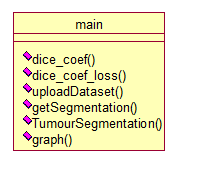 main
dice_coef()
dice_coef_loss()
uploadDataset()
getSegmentation()
TumourSegmentation()
graph()